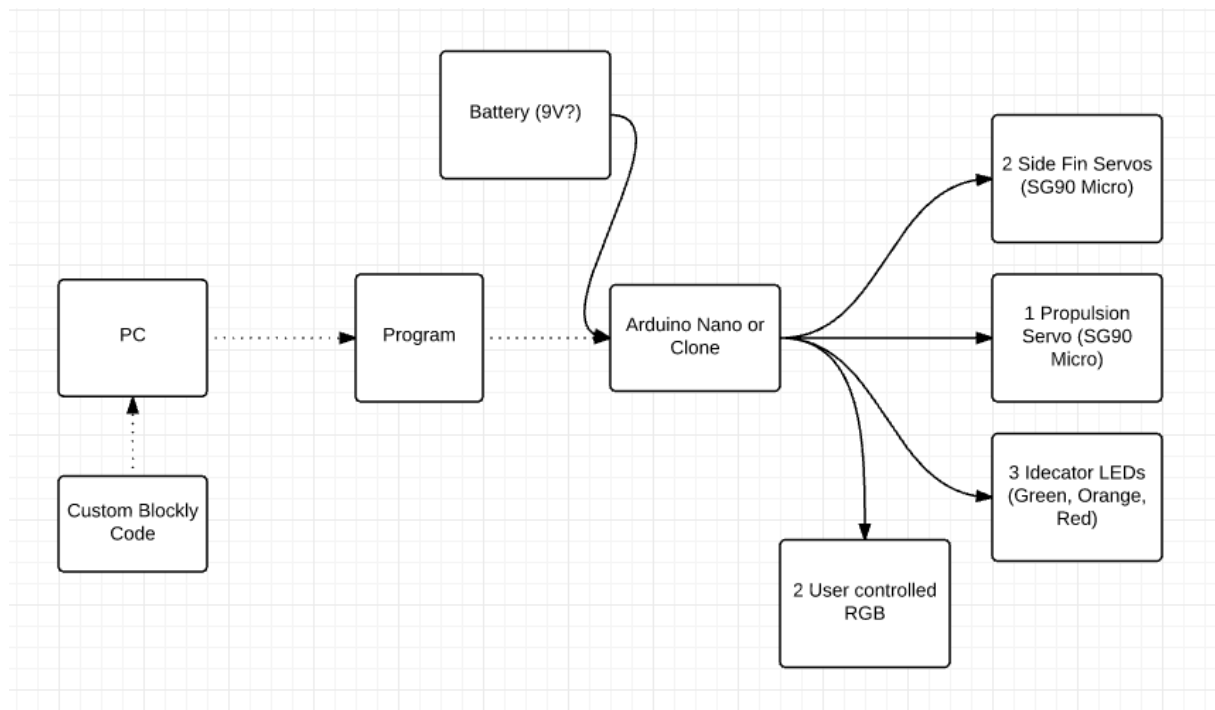 Battery (9V?)
2 Side Fin Servos
(SG90 Micro)
PC
Program
Arduino Nano or
Clone
1 Propulsion
Servo (SG90
Micro)
Custom Blockly
Code
3 Idecator LEDs
(Green, Orange,
Red)
2 User controlled
RGB